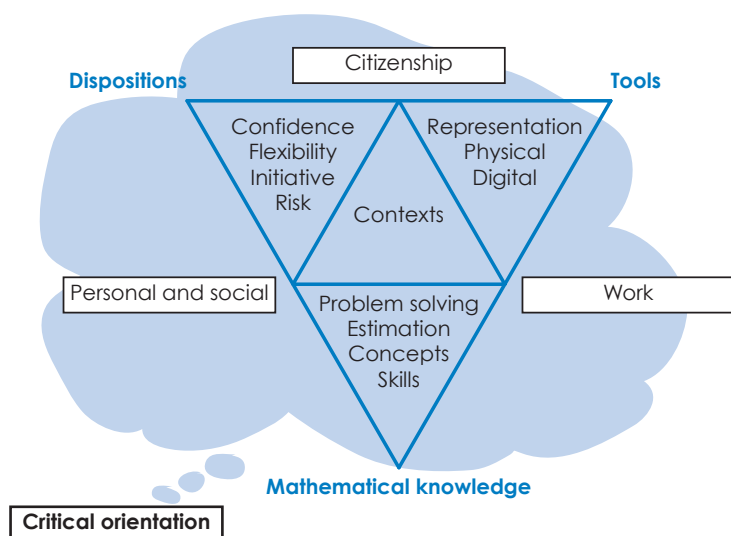 Citizenship
Dispositions
Tools
Confidence
Flexibility
Initiative
Risk
Representation
Physical
Digital
Contexts
Personal and social
Work
Problem solving
Estimation
Concepts
Skills
Mathematical knowledge
Critical orientation